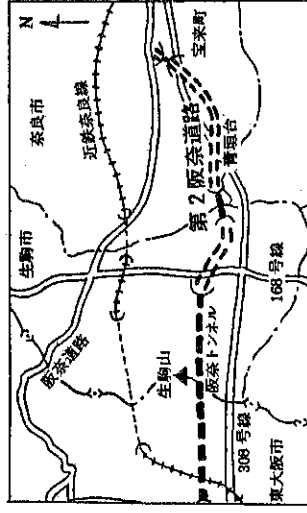 N
奈良市
宝来町
近鉄奈良線
第2阪奈道路
青垣台
生駒市
168号線
阪奈道路
生駒山
阪奈トンネル
308号線
東大阪市